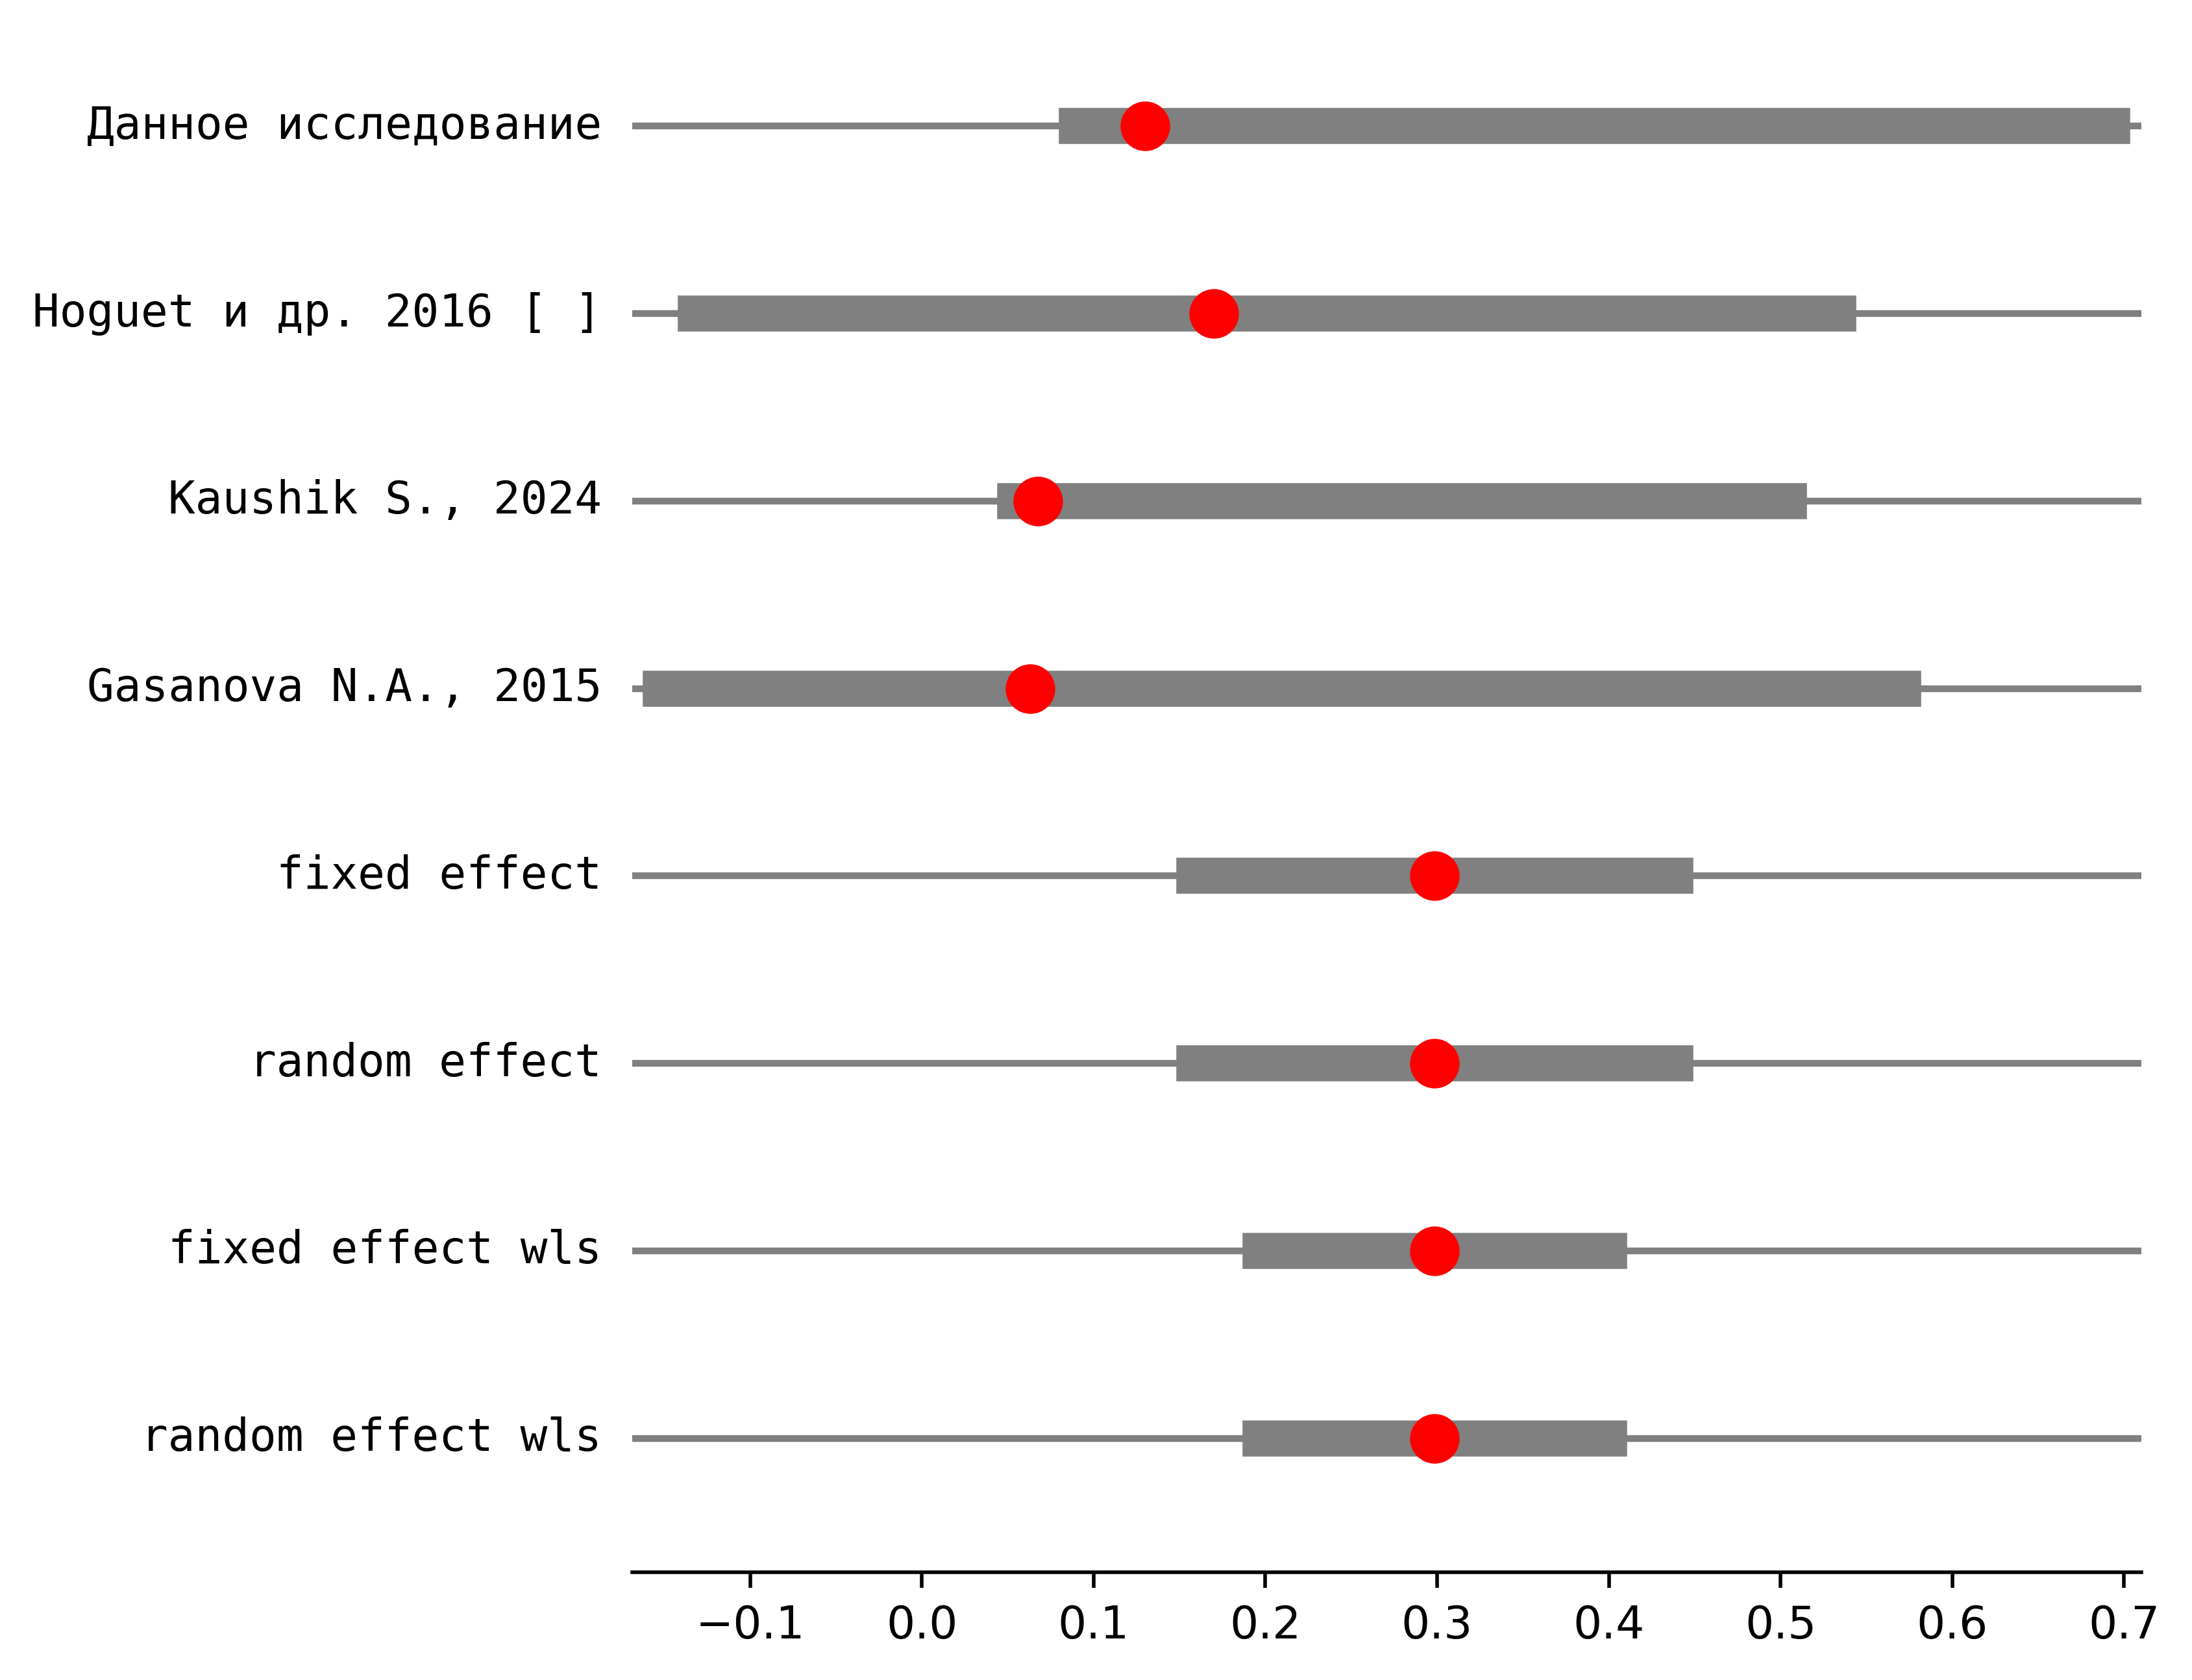 Данное исследование
Hoguet и др. 2016 [ ]
Kaushik S., 2024
Gasanova N.A., 2015
fixed effect
random effect
fixed effect wls
random effect wls
−0.1 0.0 0.1 0.2 0.3 0.4 0.5 0.6 0.7